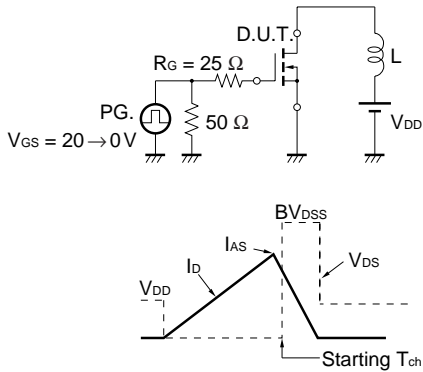 D.U.T.
RG = 25 Ω
L
PG.
50 Ω
VDD
VGS = 20 → 0 V
BVDSS
IAS
ID
VDS
VDD
Starting Tch